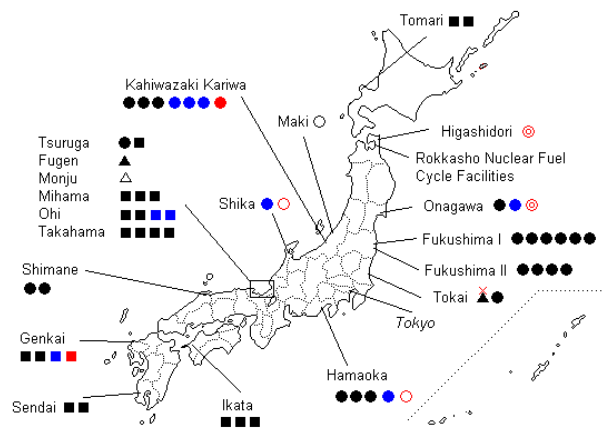 Tomari
Kahiwazaki Kariwa
Maki
Higashidori
Rokkasho Nuclear Fuel
Cycle Facilities
Tsuruga
Fugen
Monju
Mihama
Ohi
Takahama
Shika
Onagawa
Fukushima I
Fukushima II
Shimane
Tokai
Tokyo
Genkai
Hamaoka
Sendai
Ikata